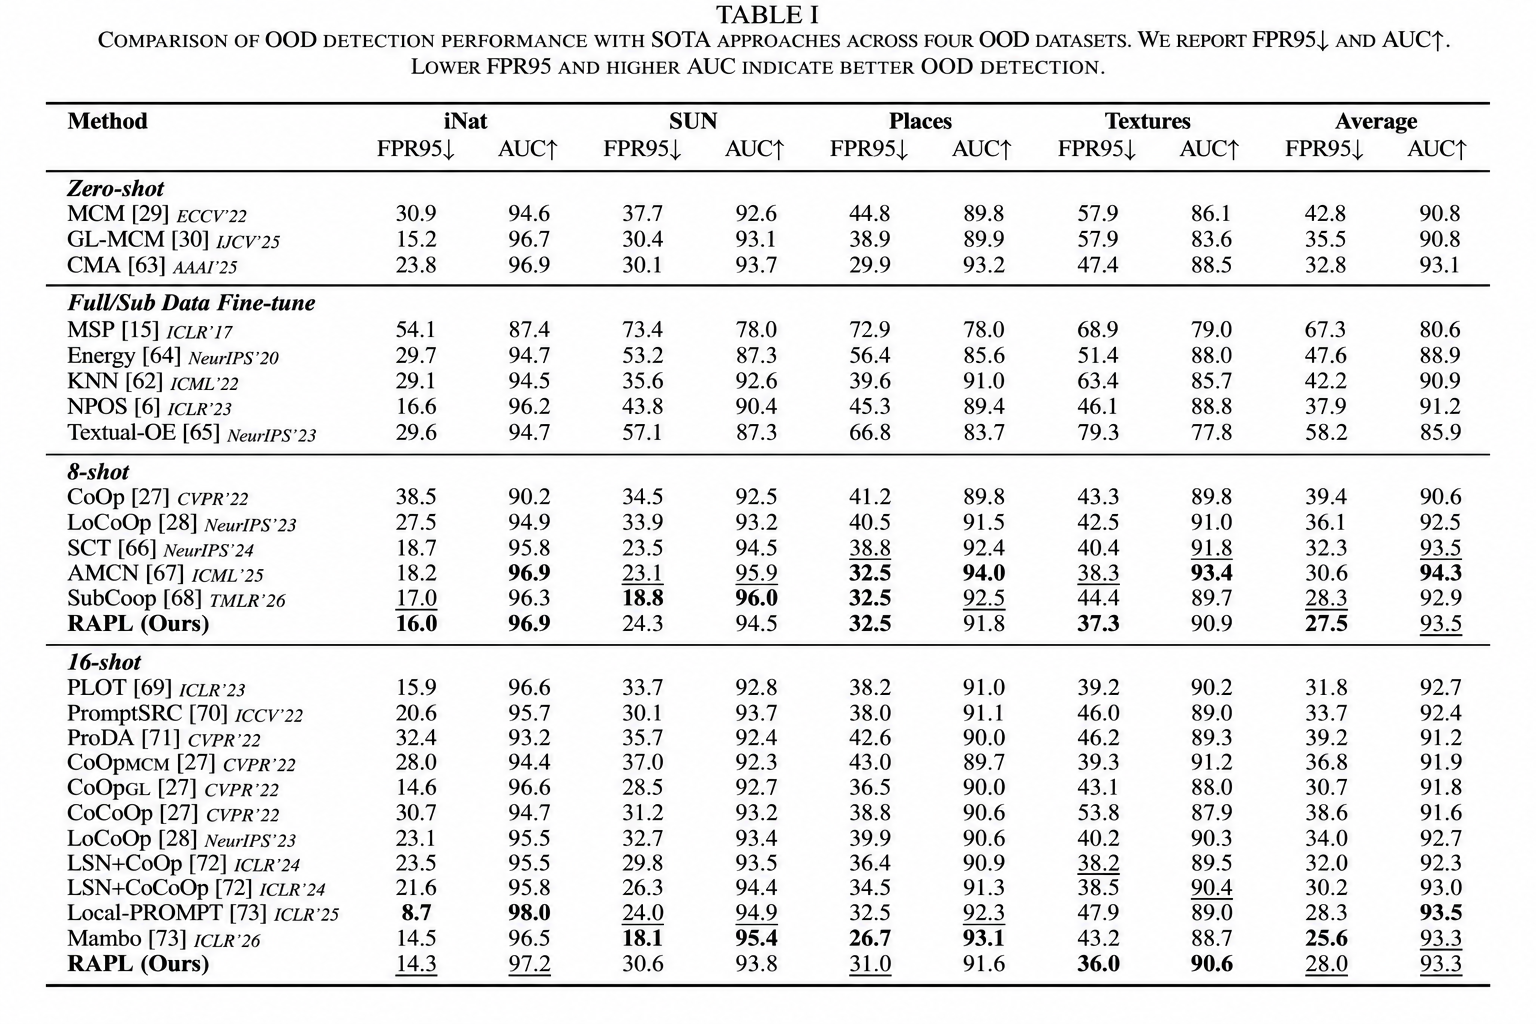 TABLE I
COMPARISON OF OOD DETECTION PERFORMANCE WITH SOTA APPROACHES ACROSS FOUR OOD DATASETS. WE REPORT FPR95↓ AND AUC↑.
LOWER FPR95 AND HIGHER AUC INDICATE BETTER OOD DETECTION.
Method iNat SUN Places Textures Average
FPR95↓ AUC↑ FPR95↓ AUC↑ FPR95↓ AUC↑ FPR95↓ AUC↑ FPR95↓ AUC↑
Zero-shot
MCM [29] ECCV'22 30.9 94.6 37.7 92.6 44.8 89.8 57.9 86.1 42.8 90.8
GL-MCM [30] IJCV'25 15.2 96.7 30.4 93.1 38.9 89.9 57.9 83.6 35.5 90.8
CMA [63] AAAI'25 23.8 96.9 30.1 93.7 29.9 93.2 47.4 88.5 32.8 93.1
Full/Sub Data Fine-tune
MSP [15] ICLR'17 54.1 87.4 73.4 78.0 72.9 78.0 68.9 79.0 67.3 80.6
Energy [64] NeurIPS'20 29.7 94.7 53.2 87.3 56.4 85.6 51.4 88.0 47.6 88.9
KNN [62] ICML'22 29.1 94.5 35.6 92.6 39.6 91.0 63.4 85.7 42.2 90.9
NPOS [6] ICLR'23 16.6 96.2 43.8 90.4 45.3 89.4 46.1 88.8 37.9 91.2
Textual-OE [65] NeurIPS'23 29.6 94.7 57.1 87.3 66.8 83.7 79.3 77.8 58.2 85.9
8-shot
CoOp [27] CVPR'22 38.5 90.2 34.5 92.5 41.2 89.8 43.3 89.8 39.4 90.6
LoCoOp [28] NeurIPS'23 27.5 94.9 33.9 93.2 40.5 91.5 42.5 91.0 36.1 92.5
SCT [66] NeurIPS'24 18.7 95.8 23.5 94.5 38.8 92.4 40.4 91.8 32.3 93.5
AMCN [67] ICML'25 18.2 96.9 23.1 95.9 32.5 94.0 38.3 93.4 30.6 94.3
SubCoop [68] TMLR'26 17.0 96.3 18.8 96.0 32.5 92.5 44.4 89.7 28.3 92.9
RAPL (Ours) 16.0 96.9 24.3 94.5 32.5 91.8 37.3 90.9 27.5 93.5
16-shot
PLOT [69] ICLR'23 15.9 96.6 33.7 92.8 38.2 91.0 39.2 90.2 31.8 92.7
PromptSRC [70] ICCV'22 20.6 95.7 30.1 93.7 38.0 91.1 46.0 89.0 33.7 92.4
ProDA [71] CVPR'22 32.4 93.2 35.7 92.4 42.6 90.0 46.2 89.3 39.2 91.2
CoOpMCM [27] CVPR'22 28.0 94.4 37.0 92.3 43.0 89.7 39.3 91.2 36.8 91.9
CoOpGL [27] CVPR'22 14.6 96.6 28.5 92.7 36.5 90.0 43.1 88.0 30.7 91.8
CoCoOp [27] CVPR'22 30.7 94.7 31.2 93.2 38.8 90.6 53.8 87.9 38.6 91.6
LoCoOp [28] NeurIPS'23 23.1 95.5 32.7 93.4 39.9 90.6 40.2 90.3 34.0 92.7
LSN+CoOp [72] ICLR'24 23.5 95.5 29.8 93.5 36.4 90.9 38.2 89.5 32.0 92.3
LSN+CoCoOp [72] ICLR'24 21.6 95.8 26.3 94.4 34.5 91.3 38.5 90.4 30.2 93.0
Local-PROMPT [73] ICLR'25 8.7 98.0 24.0 94.9 32.5 92.3 47.9 89.0 28.3 93.5
Mambo [73] ICLR'26 14.5 96.5 18.1 95.4 26.7 93.1 43.2 88.7 25.6 93.3
RAPL (Ours) 14.3 97.2 30.6 93.8 31.0 91.6 36.0 90.6 28.0 93.3